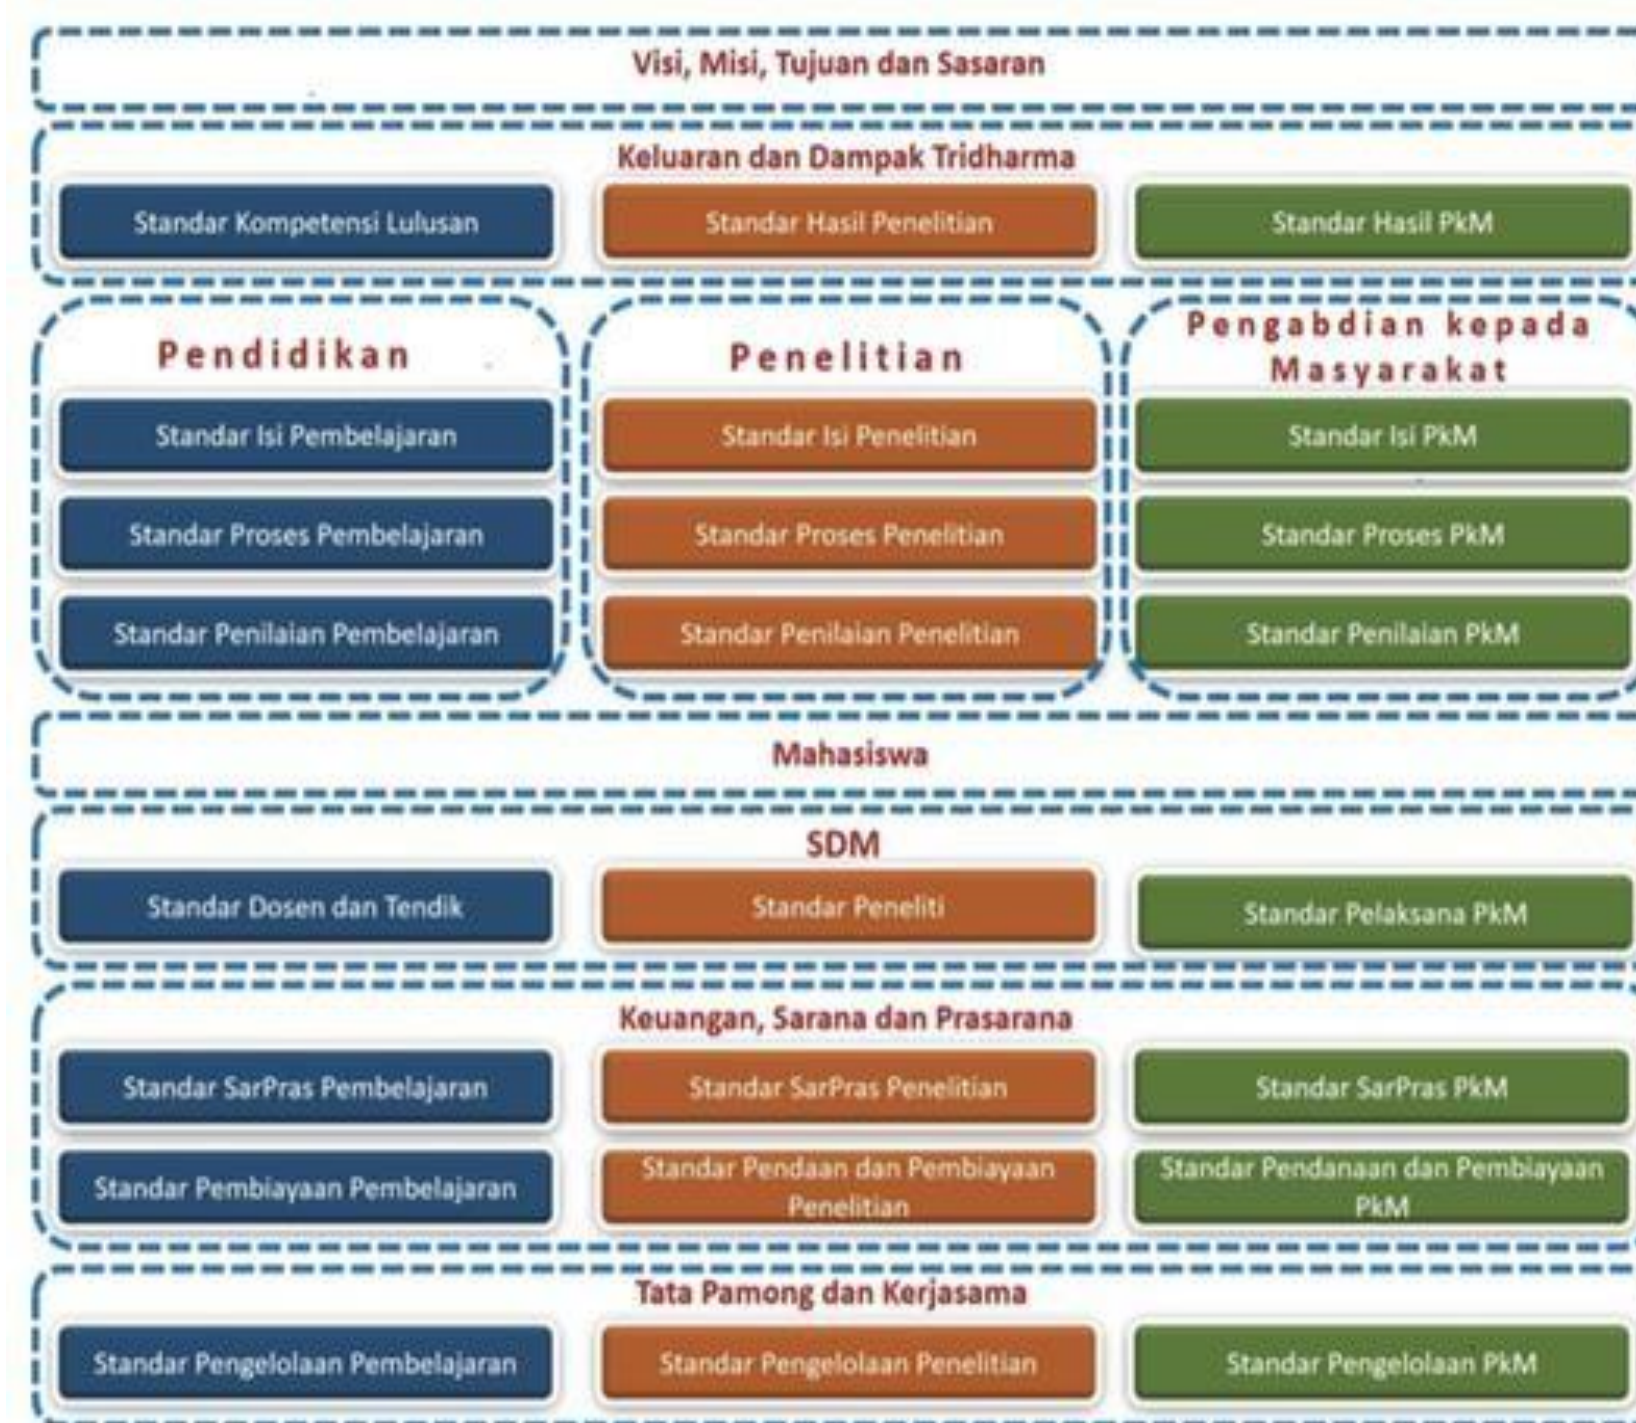 Visi, Misi, Tujuan dan Sasaran
Keluaran dan Dampak Tridharma
Standar Kompetensi Lulusan
Standar Hasil Penelitian
Standar Hasil PkM
Pendidikan
Penelitian
Pengabdian kepada
Masyarakat
Standar Isi Pembelajaran
Standar Isi Penelitian
Standar Isi PkM
Standar Proses Pembelajaran
Standar Proses Penelitian
Standar Proses PkM
Standar Penilaian Pembelajaran
Standar Penilaian Penelitian
Standar Penilaian PkM
Mahasiswa
SDM
Standar Dosen dan Tendik
Standar Peneliti
Standar Pelaksana PkM
Keuangan, Sarana dan Prasarana
Standar SarPras Pembelajaran
Standar SarPras Penelitian
Standar SarPras PkM
Standar Pembiayaan Pembelajaran
Standar Pendaan dan Pembiayaan
Penelitian
Standar Pendanaan dan Pembiayaan
PkM
Tata Pamong dan Kerjasama
Standar Pengelolaan Pembelajaran
Standar Pengelolaan Penelitian
Standar Pengelolaan PkM